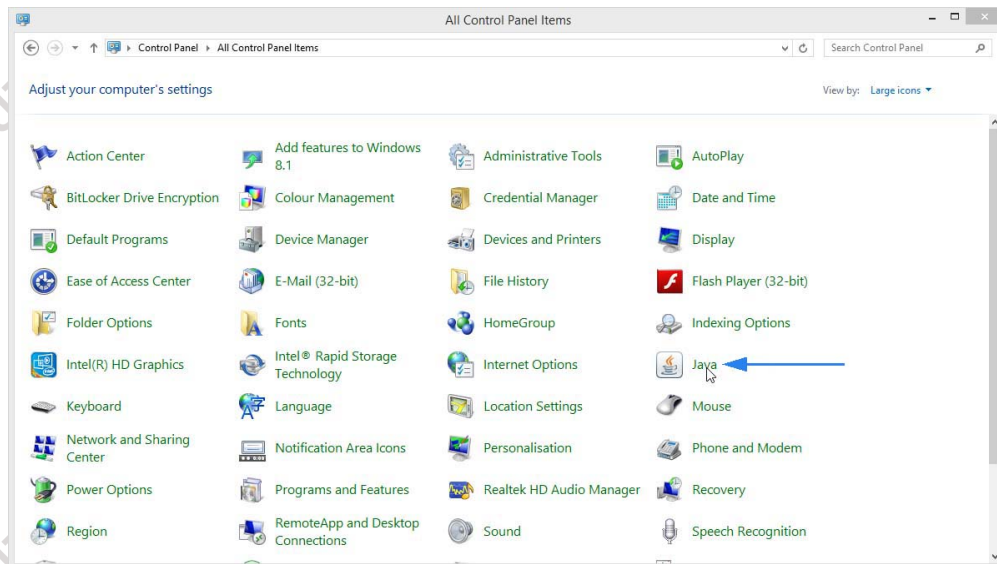 All Control Panel Items
Control Panel All Control Panel Items Search Control Panel
Adjust your computer's settings View by: Large icons
Action Center
Add features to Windows
8.1
Administrative Tools
AutoPlay
BitLocker Drive Encryption
Colour Management
Credential Manager
Date and Time
Default Programs
Device Manager
Devices and Printers
Display
Ease of Access Center
E-Mail (32-bit)
File History
Flash Player (32-bit)
Folder Options
Fonts
HomeGroup
Indexing Options
Intel(R) HD Graphics
Intel® Rapid Storage
Technology
Internet Options
Java
Keyboard
Language
Location Settings
Mouse
Network and Sharing
Center
Notification Area Icons
Personalisation
Phone and Modem
Power Options
Programs and Features
Realtek HD Audio Manager
Recovery
Region
RemoteApp and Desktop
Connections
Sound
Speech Recognition